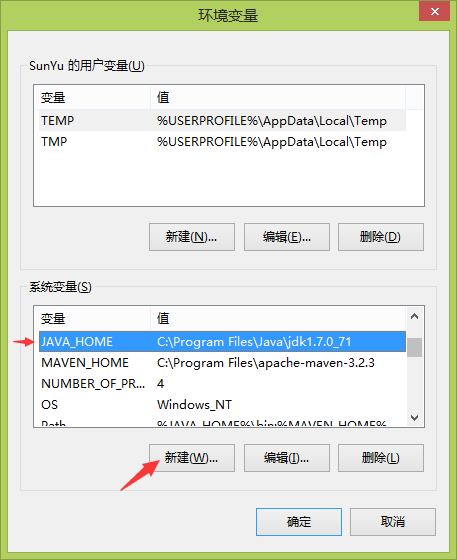 环境变量
SunYu 的用户变量(U)
变量 值
TEMP %USERPROFILE%\AppData\Local\Temp
TMP %USERPROFILE%\AppData\Local\Temp
新建(N)... 编辑(E)... 删除(D)
系统变量(S)
变量 值
JAVA_HOME C:\Program Files\Java\jdk1.7.0_71
MAVEN_HOME C:\Program Files\apache-maven-3.2.3
NUMBER_OF_PR... 4
OS Windows_NT
Path %JAVA_HOME%\bin;%MAVEN_HOME%
新建(W)... 编辑(I)... 删除(L)
确定 取消